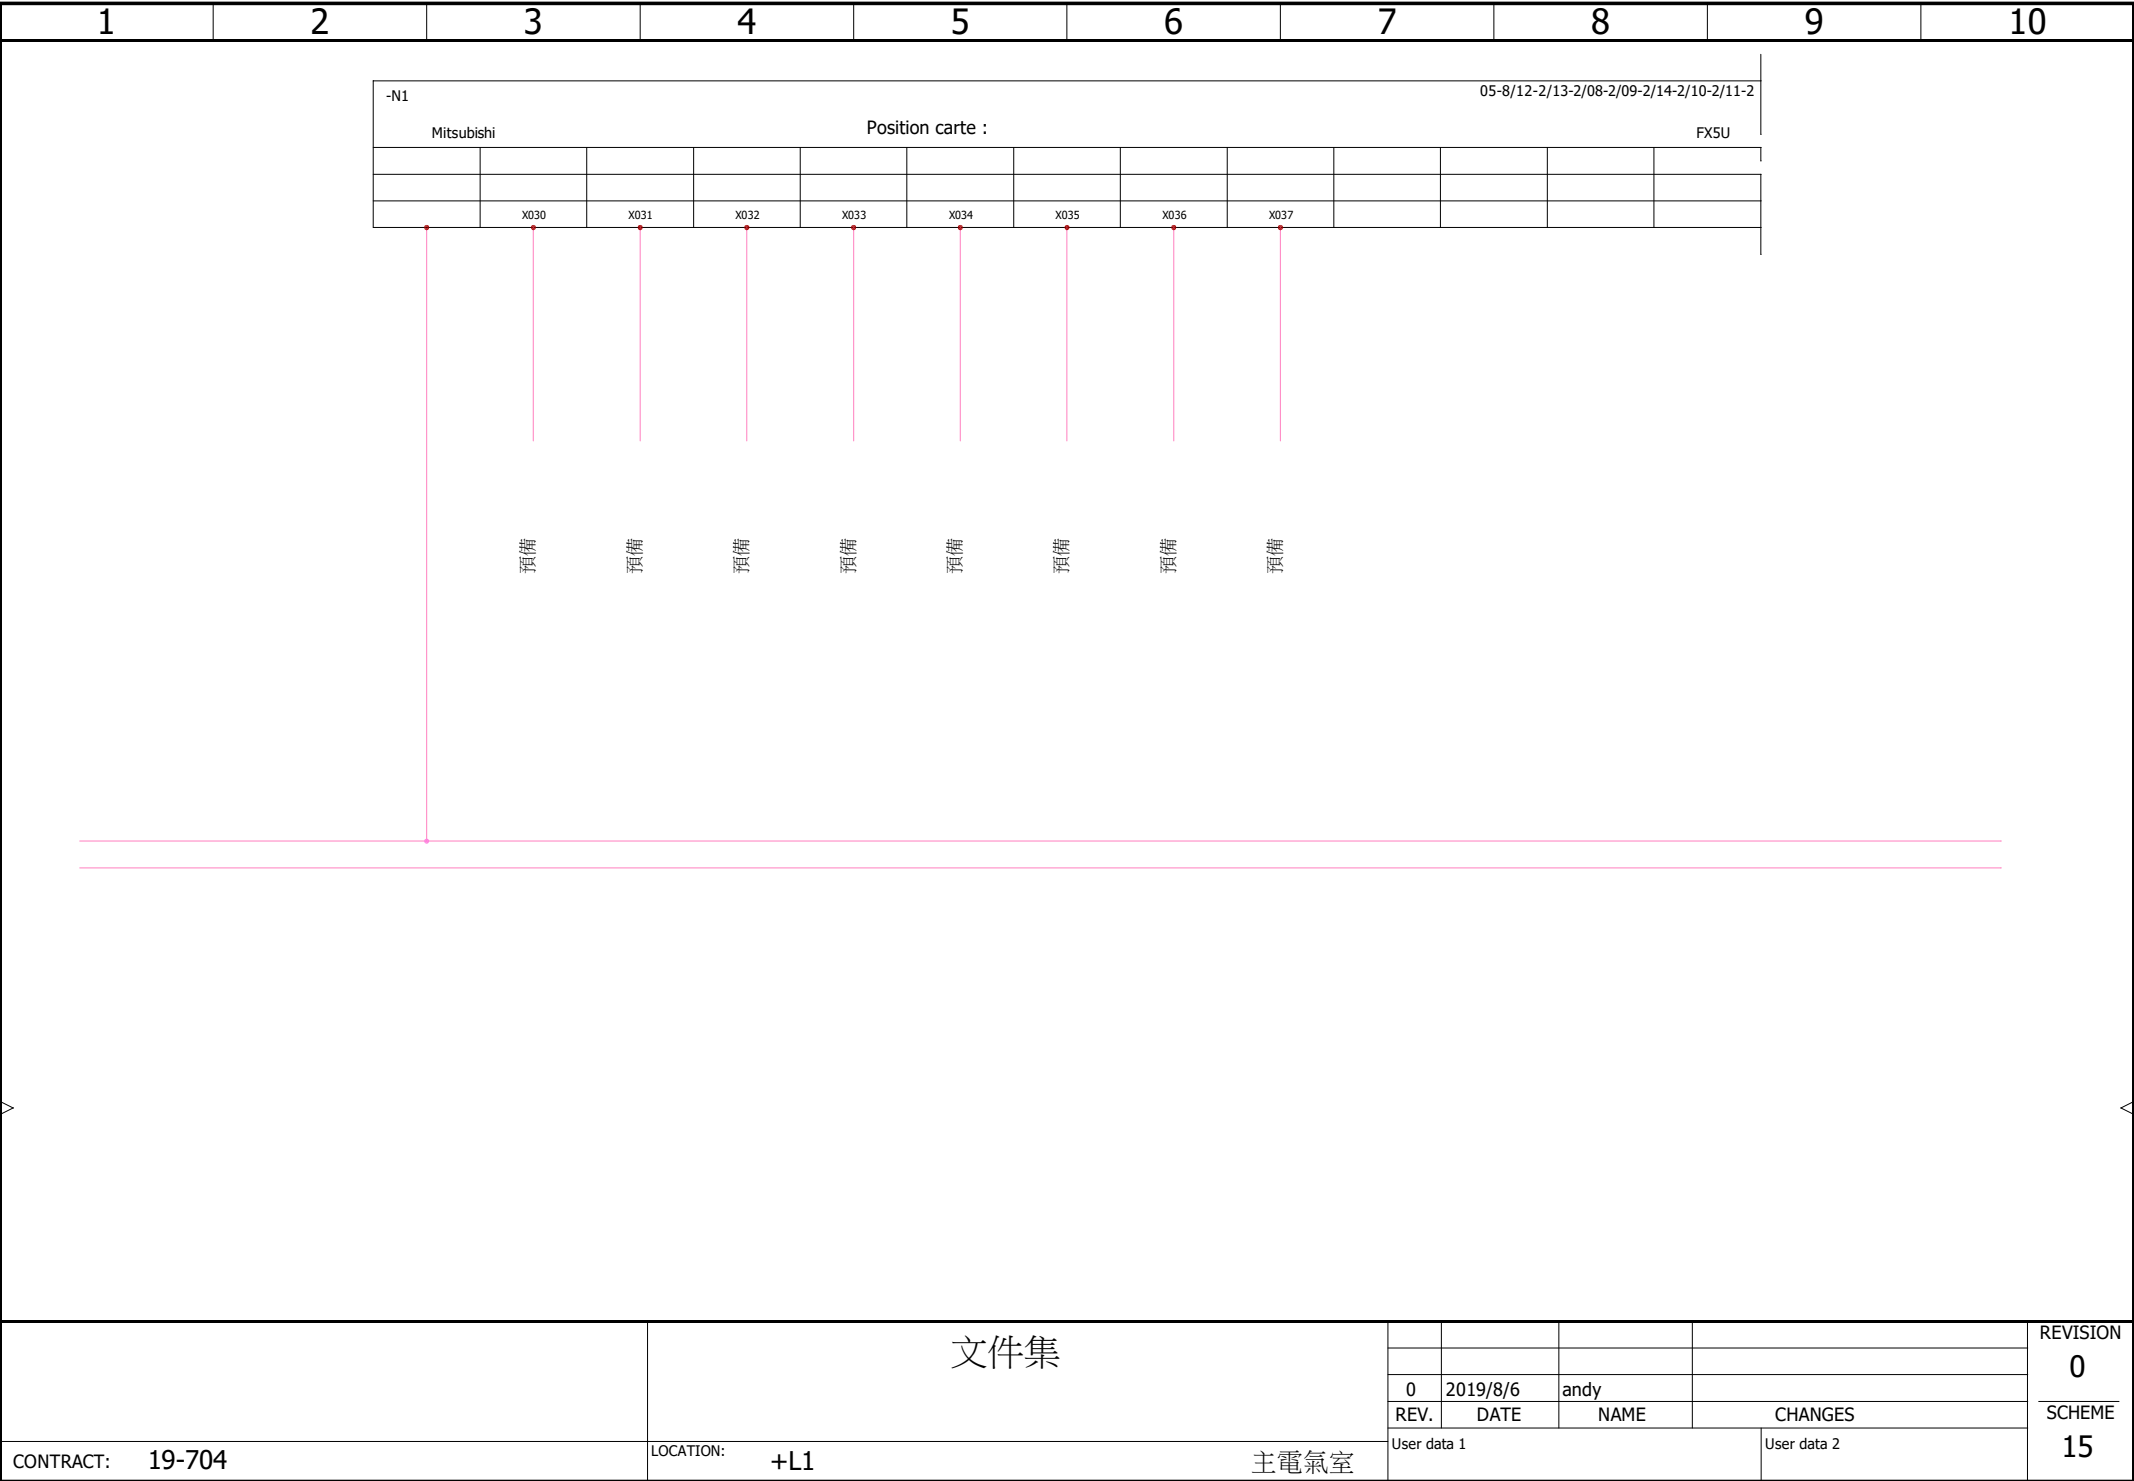 1 2 3 4 5 6 7 8 9 10
-N1 05-8/12-2/13-2/08-2/09-2/14-2/10-2/11-2
Mitsubishi Position carte : FX5U
X030 X031 X032 X033 X034 X035 X036 X037
預備 預備 預備 預備 預備 預備 預備 預備
文件集
REVISION
0
0 2019/8/6 andy
REV. DATE NAME CHANGES
SCHEME
15
CONTRACT: 19-704
LOCATION: +L1 主電氣室
User data 1 User data 2